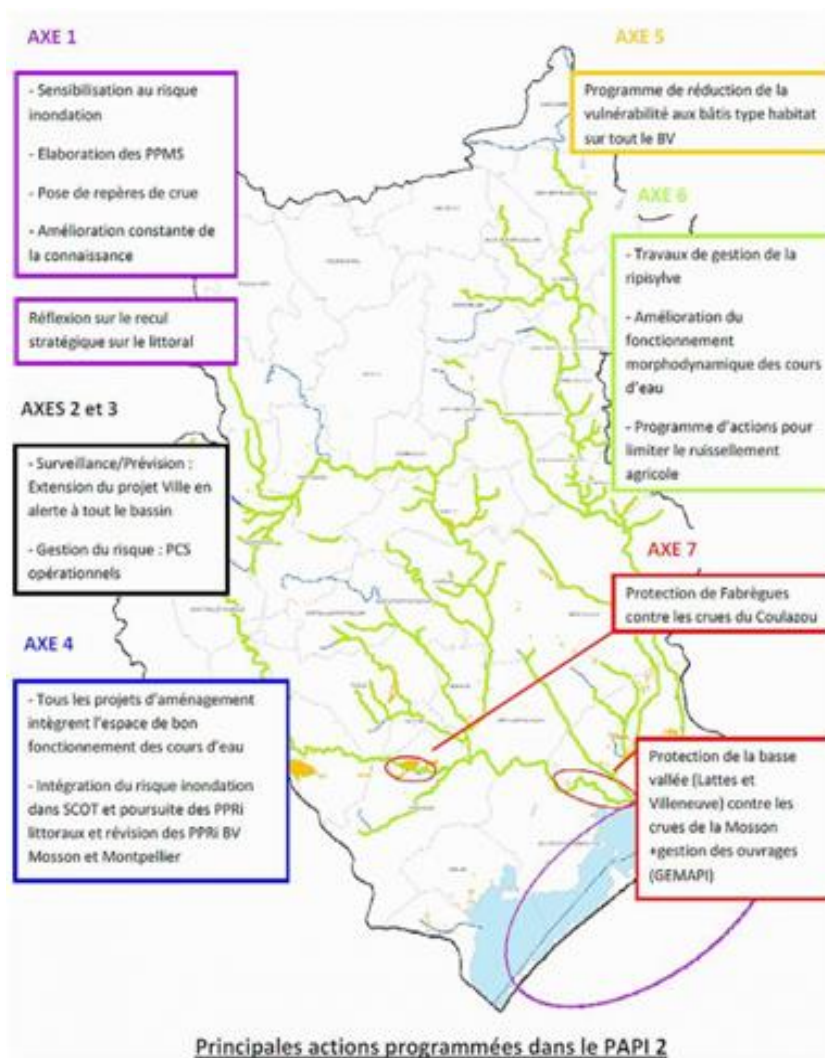 AXE 1
- Sensibilisation au risque
inondation
- Elaboration des PPMS
- Pose de repères de crue
- Amélioration constante de
la connaissance
Réflexion sur le recul
stratégique sur le littoral
AXES 2 et 3
- Surveillance/Prévision :
Extension du projet Ville en
alerte à tout le bassin
- Gestion du risque : PCS
opérationnels
AXE 4
- Tous les projets d'aménagement
intègrent l'espace de bon
fonctionnement des cours d'eau
- Intégration du risque inondation
dans SCOT et poursuite des PPRi
littoraux et révision des PPRi BV
Mosson et Montpellier
AXE 5
Programme de réduction de la
vulnérabilité aux bâtis type habitat
sur tout le BV
AXE 6
- Travaux de gestion de la
ripisylve
- Amélioration du
fonctionnement
morphodynamique des cours
d'eau
- Programme d'actions pour
limiter le ruissellement
agricole
AXE 7
Protection de Fabrègues
contre les crues du Coulazou
Protection de la basse
vallée (Lattes et
Villeneuve) contre les
crues de la Mosson
+gestion des ouvrages
(GEMAPI)
Principales actions programmées dans le PAPI 2